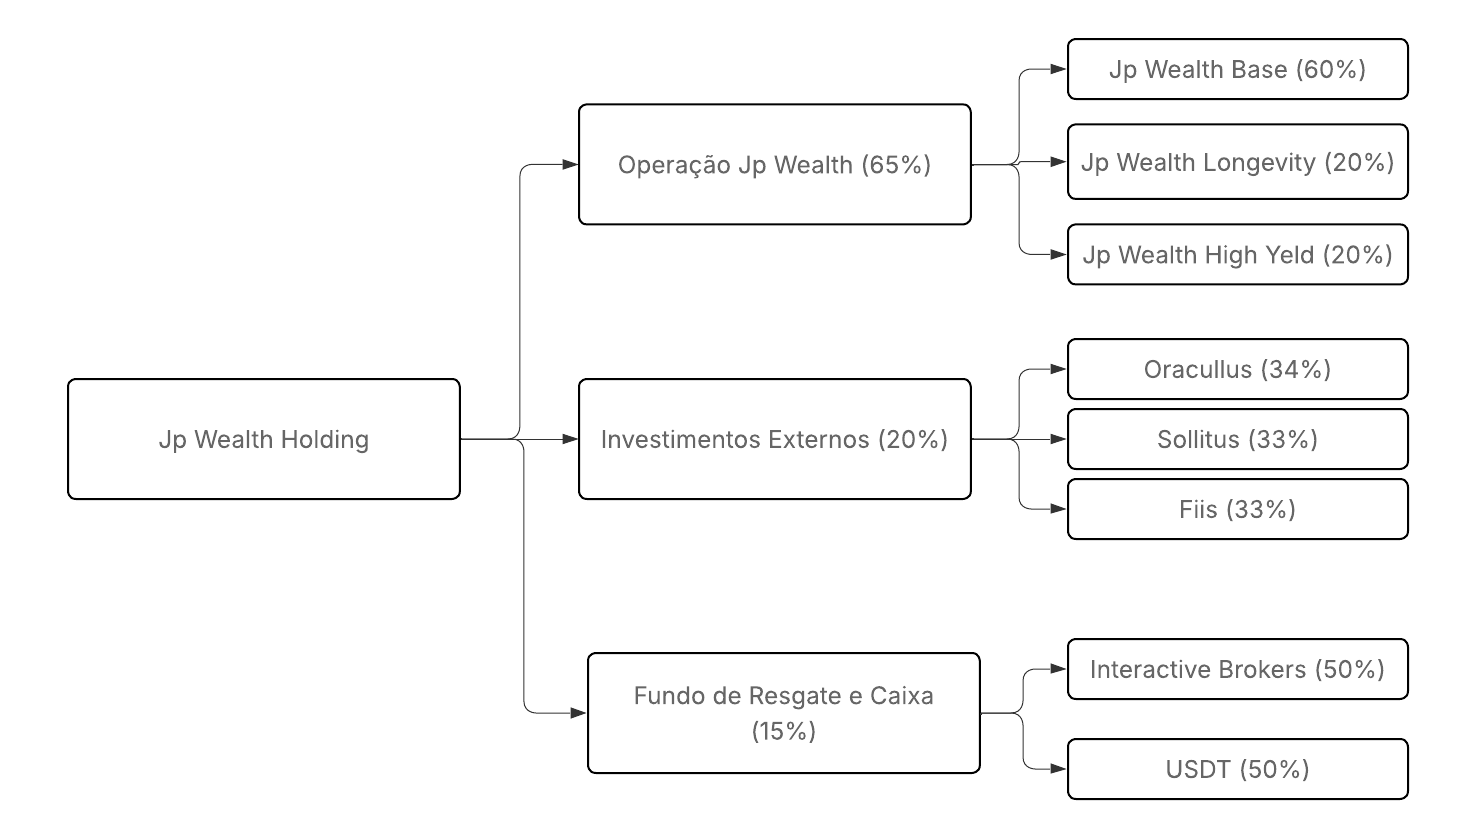 Jp Wealth Holding
Operação Jp Wealth (65%)
Jp Wealth Base (60%)
Jp Wealth Longevity (20%)
Jp Wealth High Yeld (20%)
Investimentos Externos (20%)
Oracullus (34%)
Sollitus (33%)
Fiis (33%)
Fundo de Resgate e Caixa
(15%)
Interactive Brokers (50%)
USDT (50%)